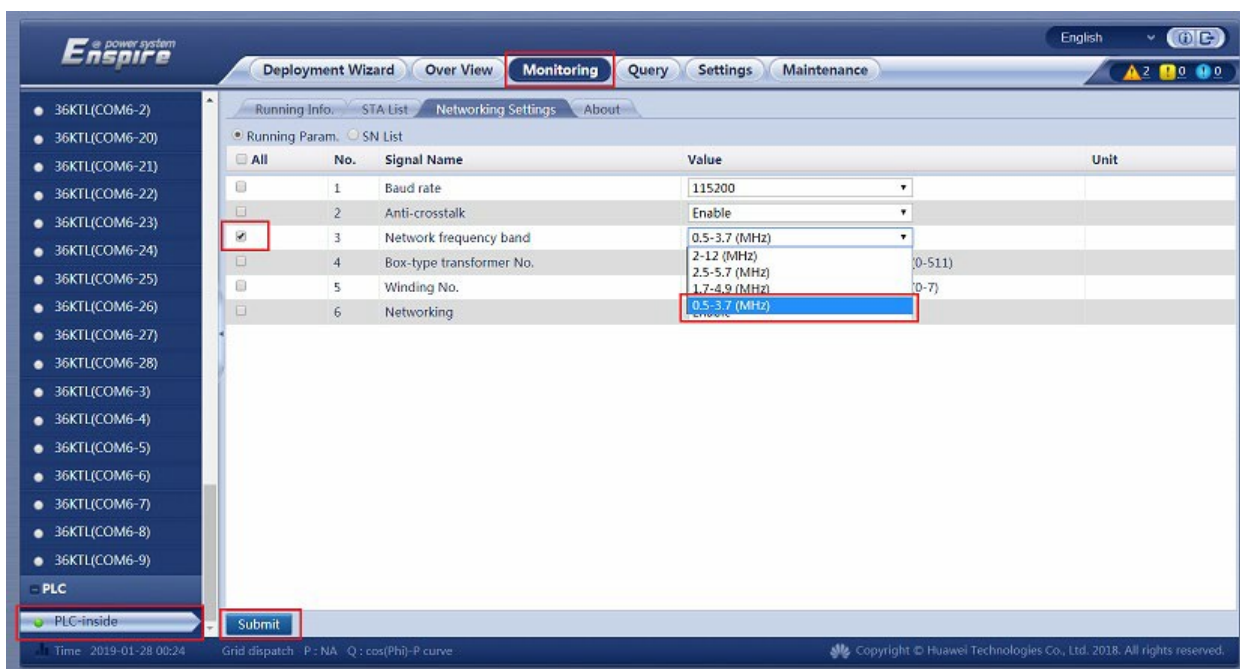 English
Enspire e power system
Deployment Wizard Over View Monitoring Query Settings Maintenance
2 0 0
36KTL(COM6-2)
36KTL(COM6-20)
36KTL(COM6-21)
36KTL(COM6-22)
36KTL(COM6-23)
36KTL(COM6-24)
36KTL(COM6-25)
36KTL(COM6-26)
36KTL(COM6-27)
36KTL(COM6-28)
36KTL(COM6-3)
36KTL(COM6-4)
36KTL(COM6-5)
36KTL(COM6-6)
36KTL(COM6-7)
36KTL(COM6-8)
36KTL(COM6-9)
PLC
PLC-inside
Running Info. STA List Networking Settings About
Running Param. SN List
All No. Signal Name Value Unit
1 Baud rate 115200
2 Anti-crosstalk Enable
3 Network frequency band 0.5-3.7 (MHz)
2-12 (MHz)
4 Box-type transformer No. (0-511)
2.5-5.7 (MHz)
5 Winding No. 1.7-4.9 (MHz) (0-7)
0.5-3.7 (MHz)
6 Networking Enable
Submit
Time 2019-01-28 00:24 Grid dispatch P : NA Q : cos(Phi)-P curve Copyright © Huawei Technologies Co., Ltd. 2018. All rights reserved.